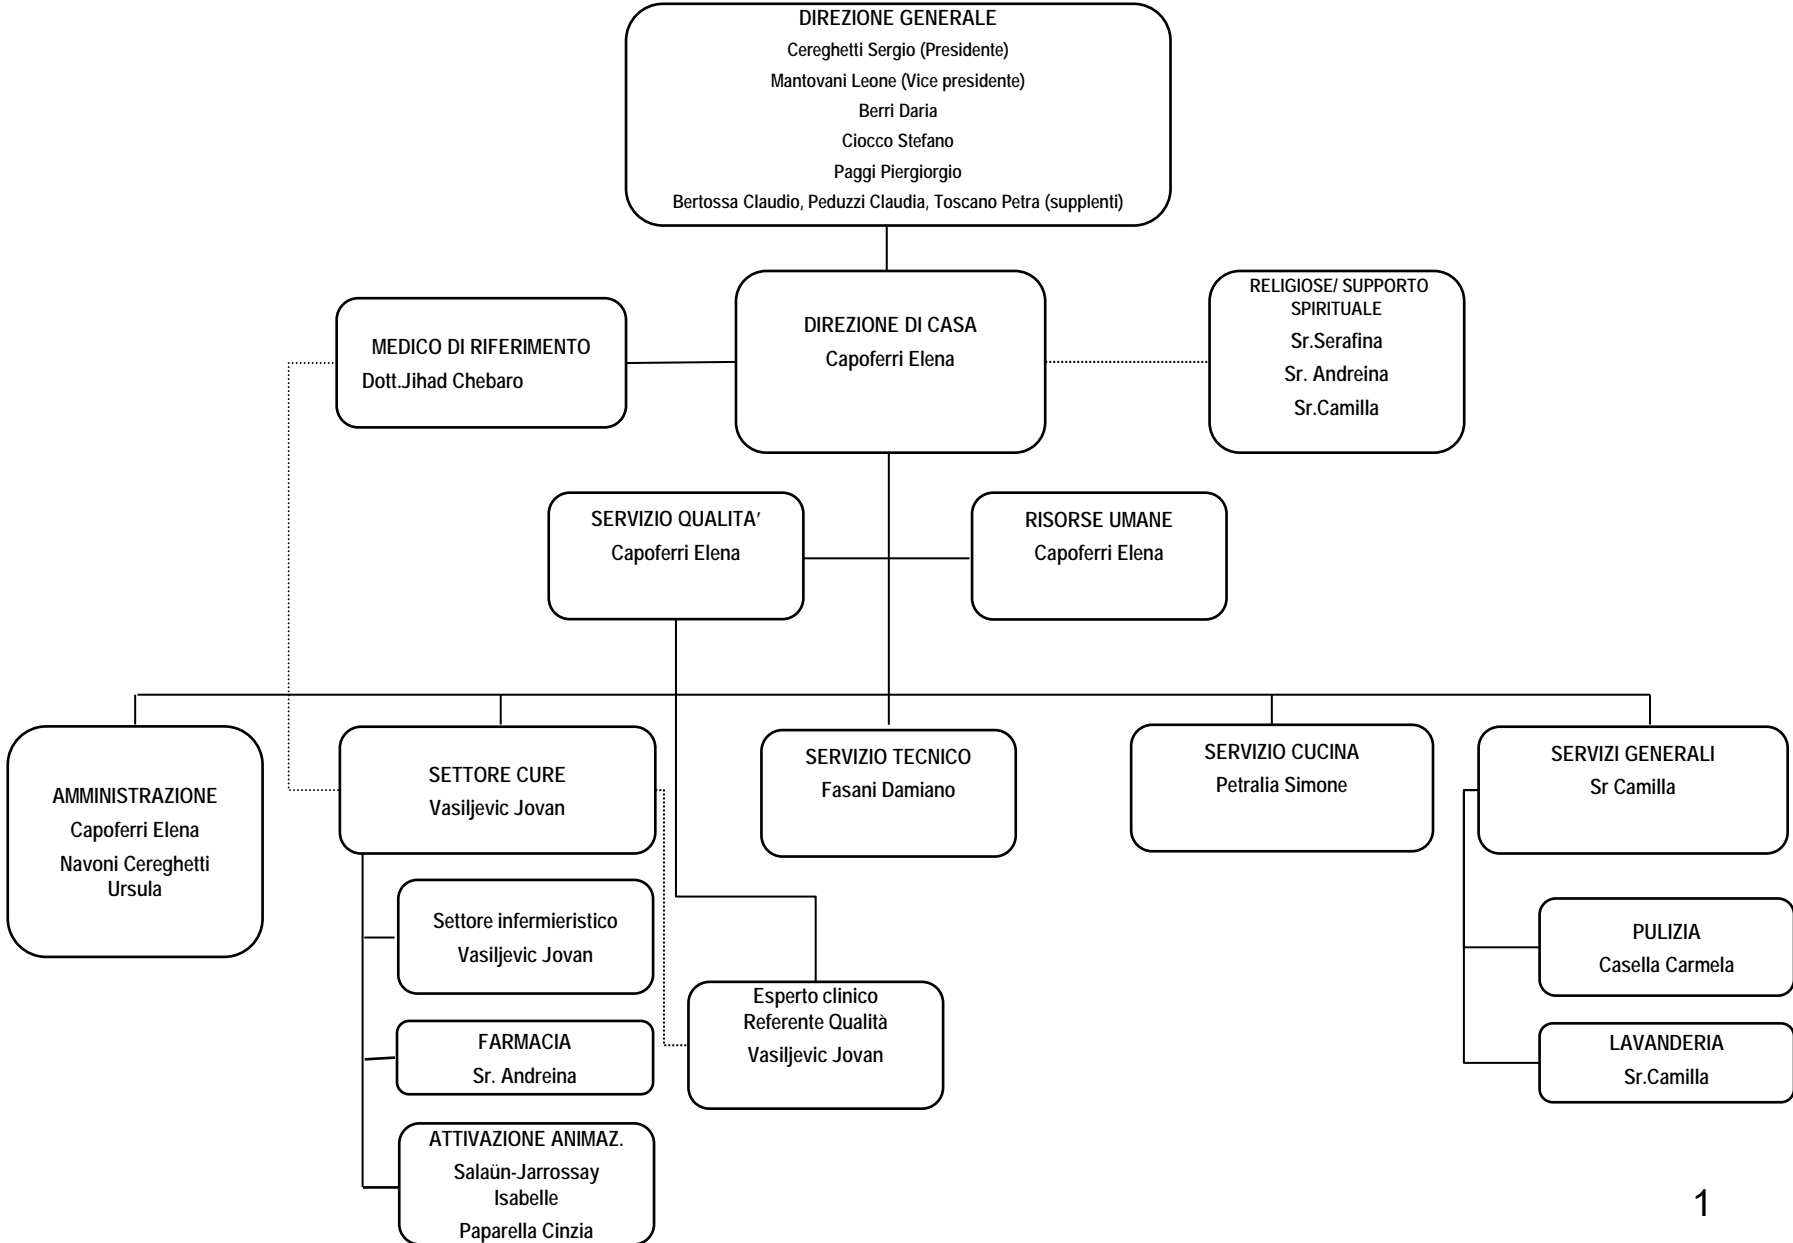 DIREZIONE GENERALE
Cereghetti Sergio (Presidente)
Mantovani Leone (Vice presidente)
Berri Daria
Ciocco Stefano
Paggi Piergiorgio
Bertossa Claudio, Peduzzi Claudia, Toscano Petra (supplenti)
MEDICO DI RIFERIMENTO
Dott.Jihad Chebaro
DIREZIONE DI CASA
Capoferri Elena
RELIGIOSE/ SUPPORTO
SPIRITUALE
Sr.Serafina
Sr. Andreina
Sr.Camilla
SERVIZIO QUALITA’
Capoferri Elena
RISORSE UMANE
Capoferri Elena
AMMINISTRAZIONE
Capoferri Elena
Navoni Cereghetti
Ursula
SETTORE CURE
Vasiljevic Jovan
SERVIZIO TECNICO
Fasani Damiano
SERVIZIO CUCINA
Petralia Simone
SERVIZI GENERALI
Sr Camilla
Settore infermieristico
Vasiljevic Jovan
FARMACIA
Sr. Andreina
ATTIVAZIONE ANIMAZ.
Salaün-Jarrossay
Isabelle
Paparella Cinzia
Esperto clinico
Referente Qualità
Vasiljevic Jovan
PULIZIA
Casella Carmela
LAVANDERIA
Sr.Camilla
1